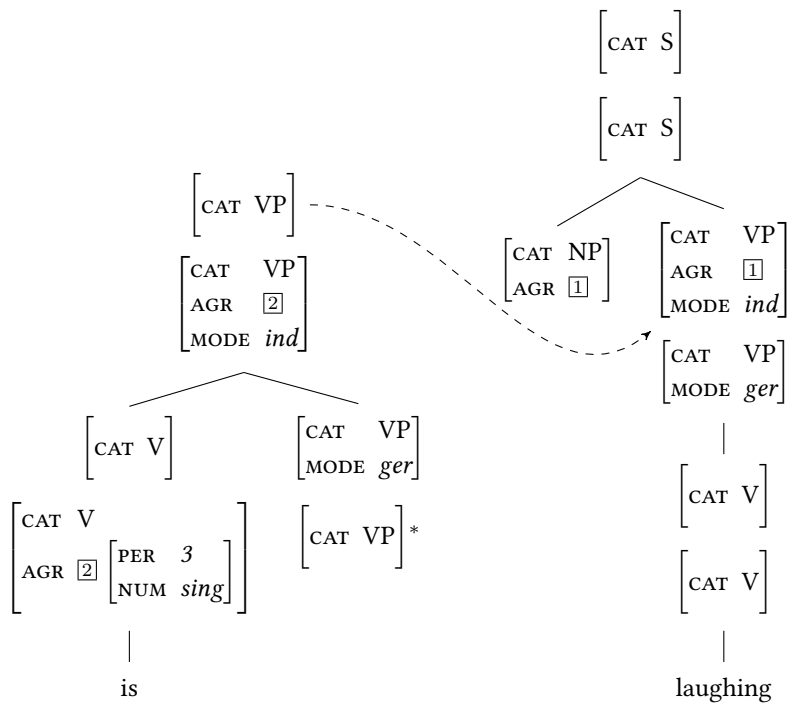 CAT S
CAT S
CAT VP
CAT VP
AGR 2
MODE ind
CAT NP
AGR 1
CAT VP
AGR 1
MODE ind
CAT VP
MODE ger
CAT V
CAT VP
MODE ger
CAT V
AGR 2 PER 3
NUM sing
CAT VP *
CAT V
CAT V
is
laughing